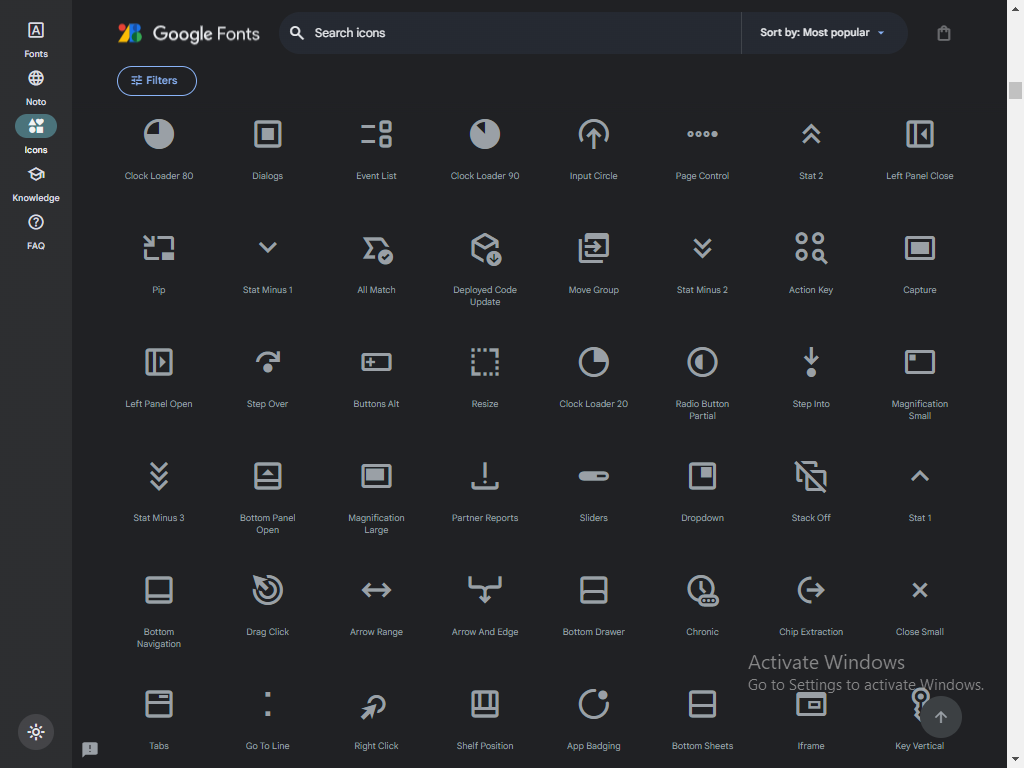 Google Fonts
Search icons
Sort by: Most popular
Fonts
Noto
Icons
Knowledge
FAQ
Filters
Clock Loader 80
Dialogs
Event List
Clock Loader 90
Input Circle
Page Control
Stat 2
Left Panel Close
Pip
Stat Minus 1
All Match
Deployed Code
Update
Move Group
Stat Minus 2
Action Key
Capture
Left Panel Open
Step Over
Buttons Alt
Resize
Clock Loader 20
Radio Button
Partial
Step Into
Magnification
Small
Stat Minus 3
Bottom Panel
Open
Magnification
Large
Partner Reports
Sliders
Dropdown
Stack Off
Stat 1
Bottom
Navigation
Drag Click
Arrow Range
Arrow And Edge
Bottom Drawer
Chronic
Chip Extraction
Close Small
Activate Windows
Go to Settings to activate Windows.
Tabs
Go To Line
Right Click
Shelf Position
App Badging
Bottom Sheets
Iframe
Key Vertical